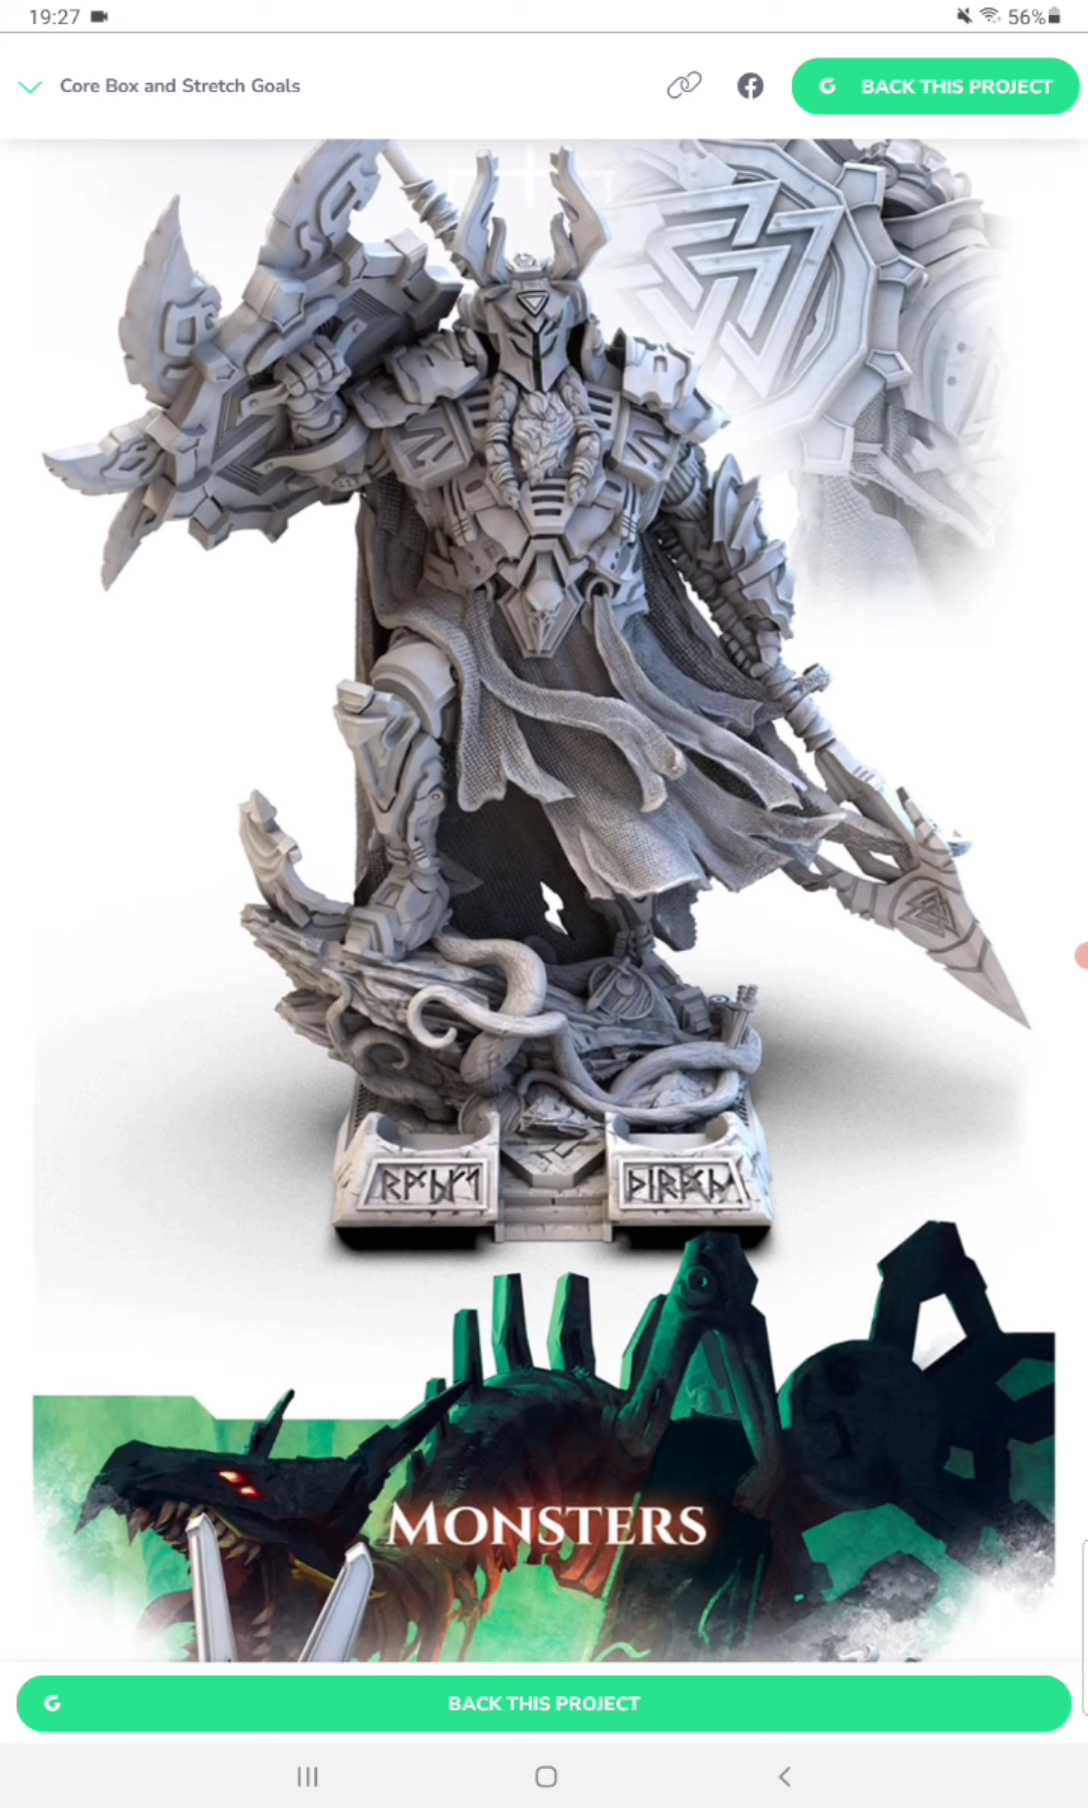 19:27
56%
Core Box and Stretch Goals
BACK THIS PROJECT
MONSTERS
BACK THIS PROJECT